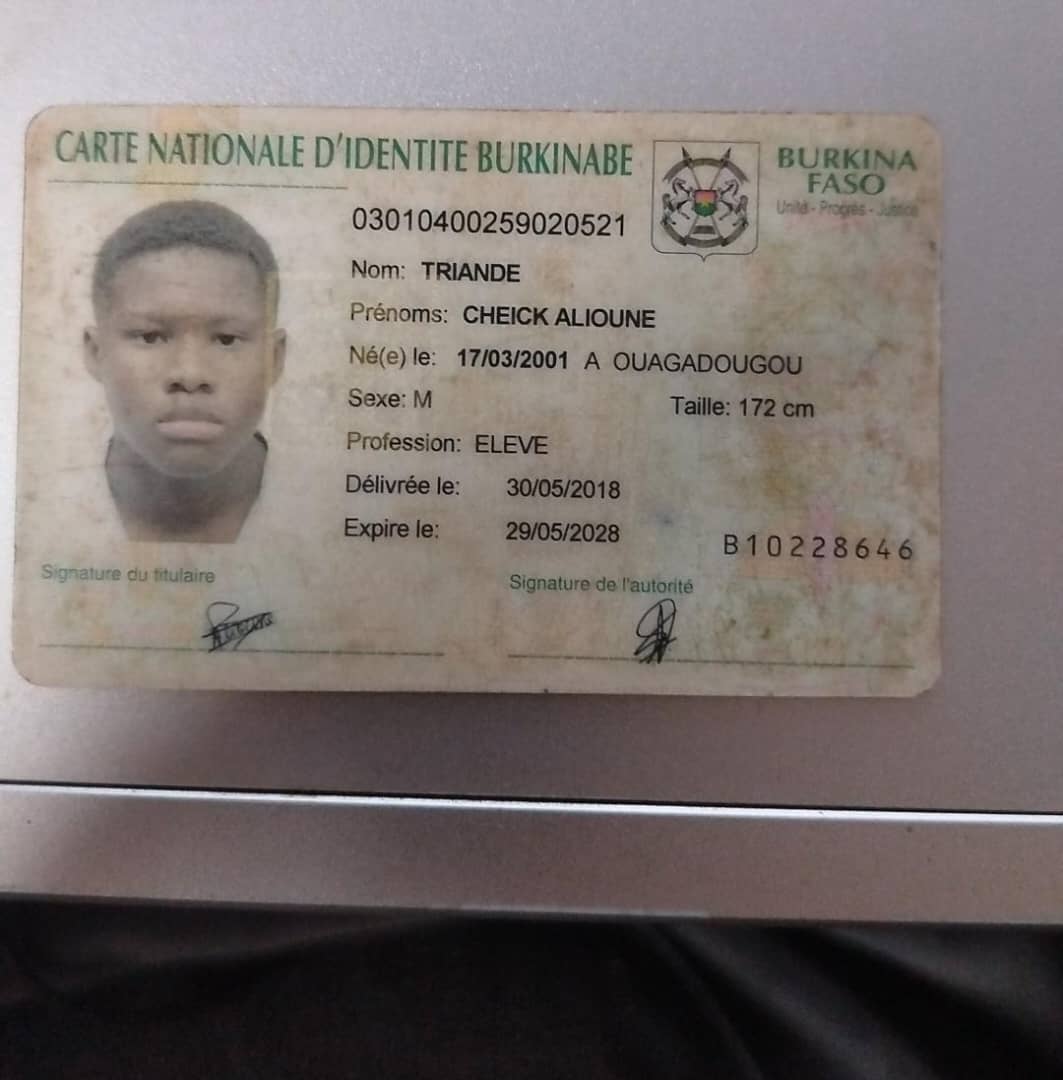 CARTE NATIONALE D'IDENTITE BURKINABE
BURKINA
FASO
Unité - Progrès - Justice
03010400259020521
Nom: TRIANDE
Prénoms: CHEICK ALIOUNE
Né(e) le: 17/03/2001 A OUAGADOUGOU
Sexe: M Taille: 172 cm
Profession: ELEVE
Délivrée le: 30/05/2018
Expire le: 29/05/2028
B10228646
Signature du titulaire
Signature de l'autorité